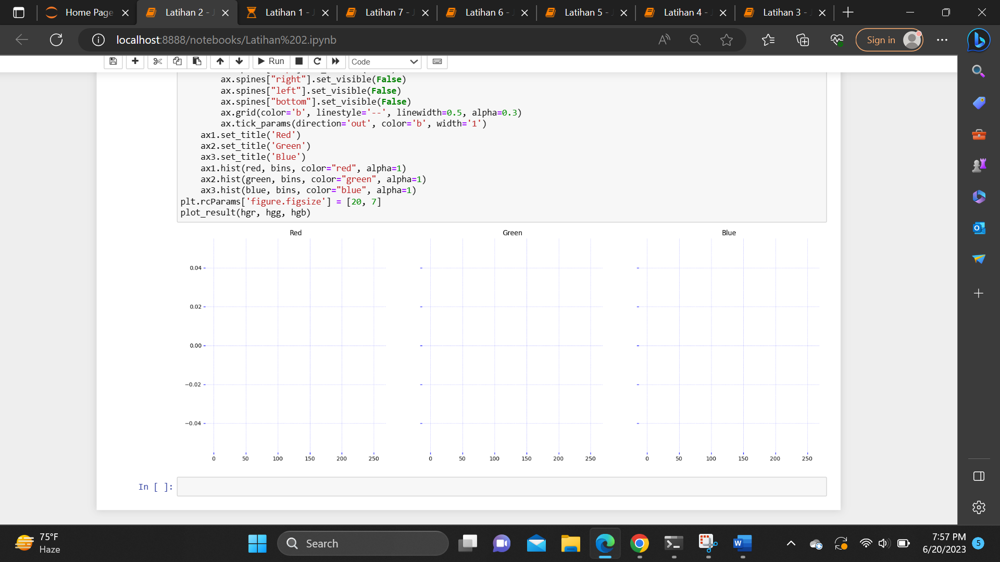 Home Page
Latihan 2 - J
Latihan 1 - J
Latihan 7 - J
Latihan 6 - J
Latihan 5 - J
Latihan 4 - J
Latihan 3 - J
localhost:8888/notebooks/Latihan%202.ipynb
Sign in
Run
Code
ax.spines["right"].set_visible(False)
ax.spines["left"].set_visible(False)
ax.spines["bottom"].set_visible(False)
ax.grid(color='b', linestyle='--', linewidth=0.5, alpha=0.3)
ax.tick_params(direction='out', color='b', width='1')
ax1.set_title('Red')
ax2.set_title('Green')
ax3.set_title('Blue')
ax1.hist(red, bins, color="red", alpha=1)
ax2.hist(green, bins, color="green", alpha=1)
ax3.hist(blue, bins, color="blue", alpha=1)
plt.rcParams['figure.figsize'] = [20, 7]
plot_result(hgr, hgg, hgb)
Red Green Blue
0.04
0.02
0.00
−0.02
−0.04
0 50 100 150 200 250 0 50 100 150 200 250 0 50 100 150 200 250
In [ ]:
75°F
Haze
Search
7:57 PM
6/20/2023
5